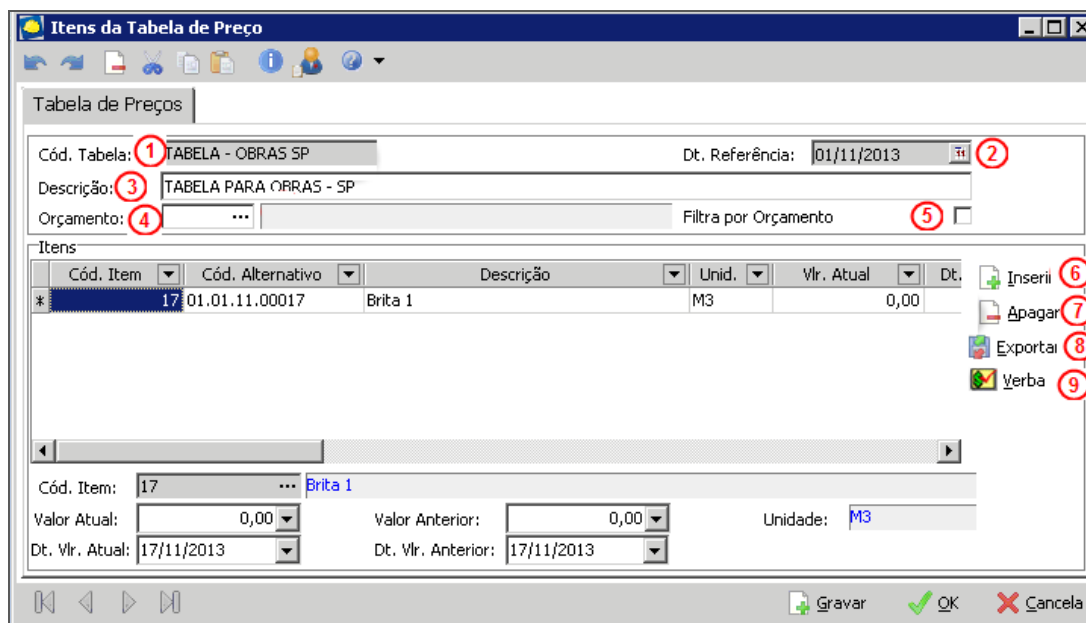 Itens da Tabela de Preço
Tabela de Preços
Cód. Tabela: 1 TABELA - OBRAS SP Dt. Referência: 01/11/2013 2
Descrição: 3 TABELA PARA OBRAS - SP
Orçamento: 4 ... Filtra por Orçamento 5
Itens
Cód. Item Cód. Alternativo Descrição Unid. Vlr. Atual Dt.
* 17 01.01.11.00017 Brita 1 M3 0,00
Inserir 6
Apagar 7
Exportar 8
Verba 9
Cód. Item: 17 ... Brita 1
Valor Atual: 0,00 Valor Anterior: 0,00 Unidade: M3
Dt. Vlr. Atual: 17/11/2013 Dt. Vlr. Anterior: 17/11/2013
Gravar OK Cancela